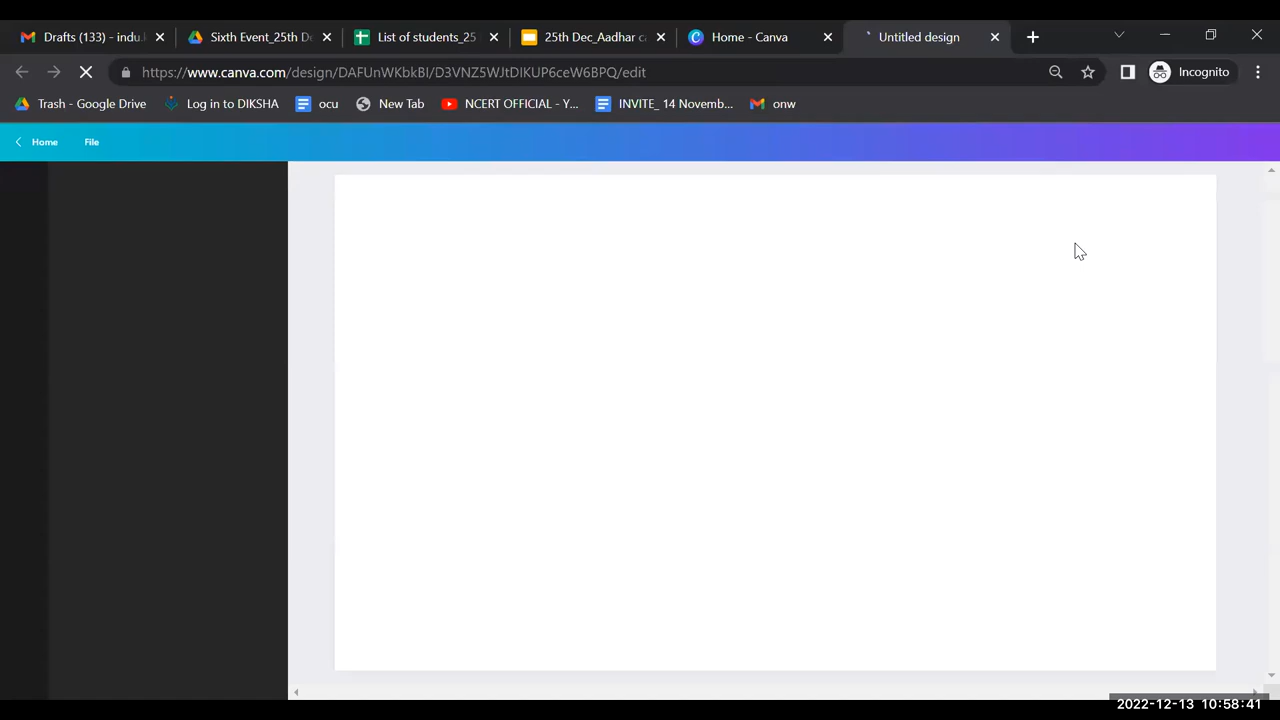 Drafts (133) - indu.
Sixth Event_25th De
List of students_25
25th Dec_Aadhar c
Home - Canva
Untitled design
https://www.canva.com/design/DAFUnWKbkBI/D3VNZ5WJtDIKUP6ceW6BPQ/edit
Incognito
Trash - Google Drive
Log in to DIKSHA
ocu
New Tab
NCERT OFFICIAL - Y...
INVITE_ 14 Novemb...
onw
Home
File
2022-12-13 10:58:41